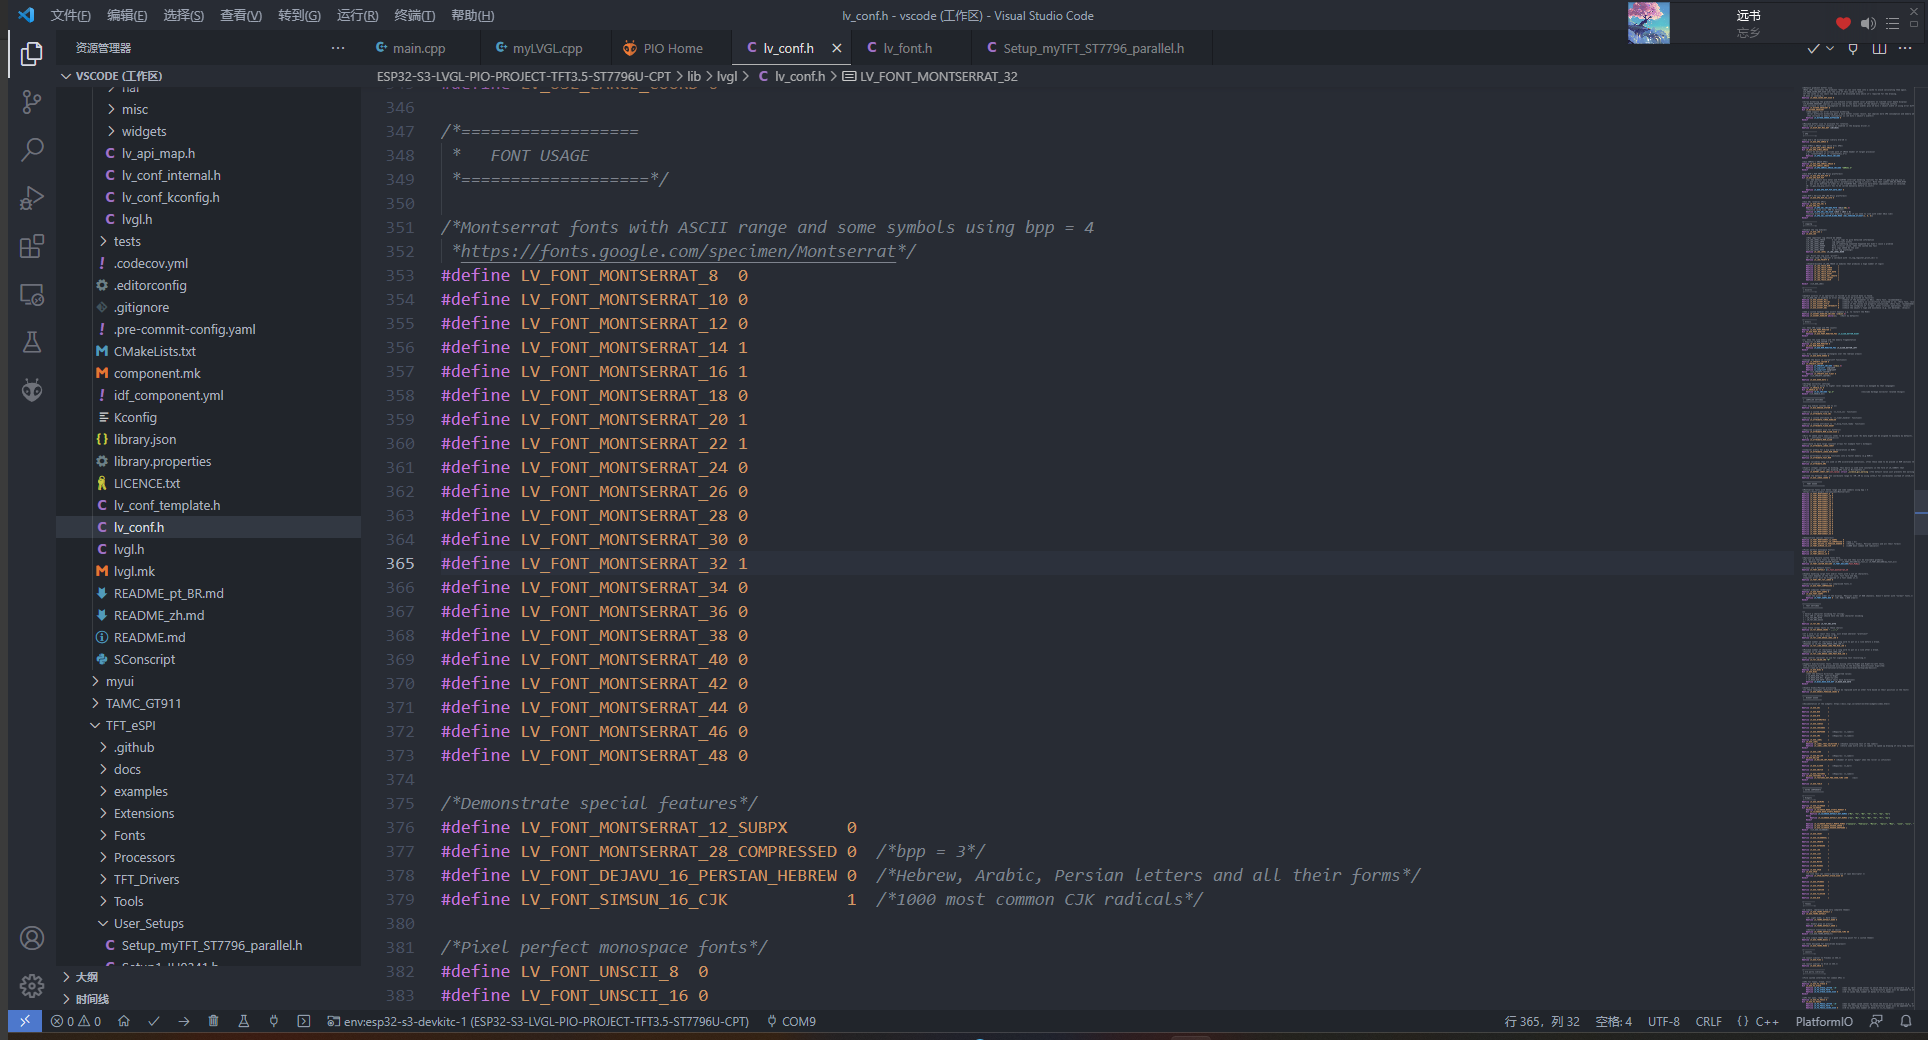 文件(F) 编辑(E) 选择(S) 查看(V) 转到(G) 运行(R) 终端(T) 帮助(H)
lv_conf.h - vscode (工作区) - Visual Studio Code
远书
忘乡
资源管理器
main.cpp
myLVGL.cpp
PIO Home
lv_conf.h
lv_font.h
Setup_myTFT_ST7796_parallel.h
VSCODE (工作区)
hal
misc
widgets
lv_api_map.h
lv_conf_internal.h
lv_conf_kconfig.h
lvgl.h
tests
.codecov.yml
.editorconfig
.gitignore
.pre-commit-config.yaml
CMakeLists.txt
component.mk
idf_component.yml
Kconfig
library.json
library.properties
LICENCE.txt
lv_conf_template.h
lv_conf.h
lvgl.h
lvgl.mk
README_pt_BR.md
README_zh.md
README.md
SConscript
myui
TAMC_GT911
TFT_eSPI
.github
docs
examples
Extensions
Fonts
Processors
TFT_Drivers
Tools
User_Setups
Setup_myTFT_ST7796_parallel.h
大纲
时间线
ESP32-S3-LVGL-PIO-PROJECT-TFT3.5-ST7796U-CPT > lib > lvgl > lv_conf.h > LV_FONT_MONTSERRAT_32
346
347 /*==================
348  *   FONT USAGE
349  *===================*/
350
351 /*Montserrat fonts with ASCII range and some symbols using bpp = 4
352  *https://fonts.google.com/specimen/Montserrat*/
353 #define LV_FONT_MONTSERRAT_8  0
354 #define LV_FONT_MONTSERRAT_10 0
355 #define LV_FONT_MONTSERRAT_12 0
356 #define LV_FONT_MONTSERRAT_14 1
357 #define LV_FONT_MONTSERRAT_16 1
358 #define LV_FONT_MONTSERRAT_18 0
359 #define LV_FONT_MONTSERRAT_20 1
360 #define LV_FONT_MONTSERRAT_22 1
361 #define LV_FONT_MONTSERRAT_24 0
362 #define LV_FONT_MONTSERRAT_26 0
363 #define LV_FONT_MONTSERRAT_28 0
364 #define LV_FONT_MONTSERRAT_30 0
365 #define LV_FONT_MONTSERRAT_32 1
366 #define LV_FONT_MONTSERRAT_34 0
367 #define LV_FONT_MONTSERRAT_36 0
368 #define LV_FONT_MONTSERRAT_38 0
369 #define LV_FONT_MONTSERRAT_40 0
370 #define LV_FONT_MONTSERRAT_42 0
371 #define LV_FONT_MONTSERRAT_44 0
372 #define LV_FONT_MONTSERRAT_46 0
373 #define LV_FONT_MONTSERRAT_48 0
374
375 /*Demonstrate special features*/
376 #define LV_FONT_MONTSERRAT_12_SUBPX      0
377 #define LV_FONT_MONTSERRAT_28_COMPRESSED 0  /*bpp = 3*/
378 #define LV_FONT_DEJAVU_16_PERSIAN_HEBREW 0  /*Hebrew, Arabic, Persian letters and all their forms*/
379 #define LV_FONT_SIMSUN_16_CJK            1  /*1000 most common CJK radicals*/
380
381 /*Pixel perfect monospace fonts*/
382 #define LV_FONT_UNSCII_8  0
383 #define LV_FONT_UNSCII_16 0
0 0 env:esp32-s3-devkitc-1 (ESP32-S3-LVGL-PIO-PROJECT-TFT3.5-ST7796U-CPT) COM9
行 365，列 32 空格: 4 UTF-8 CRLF {} C++ PlatformIO